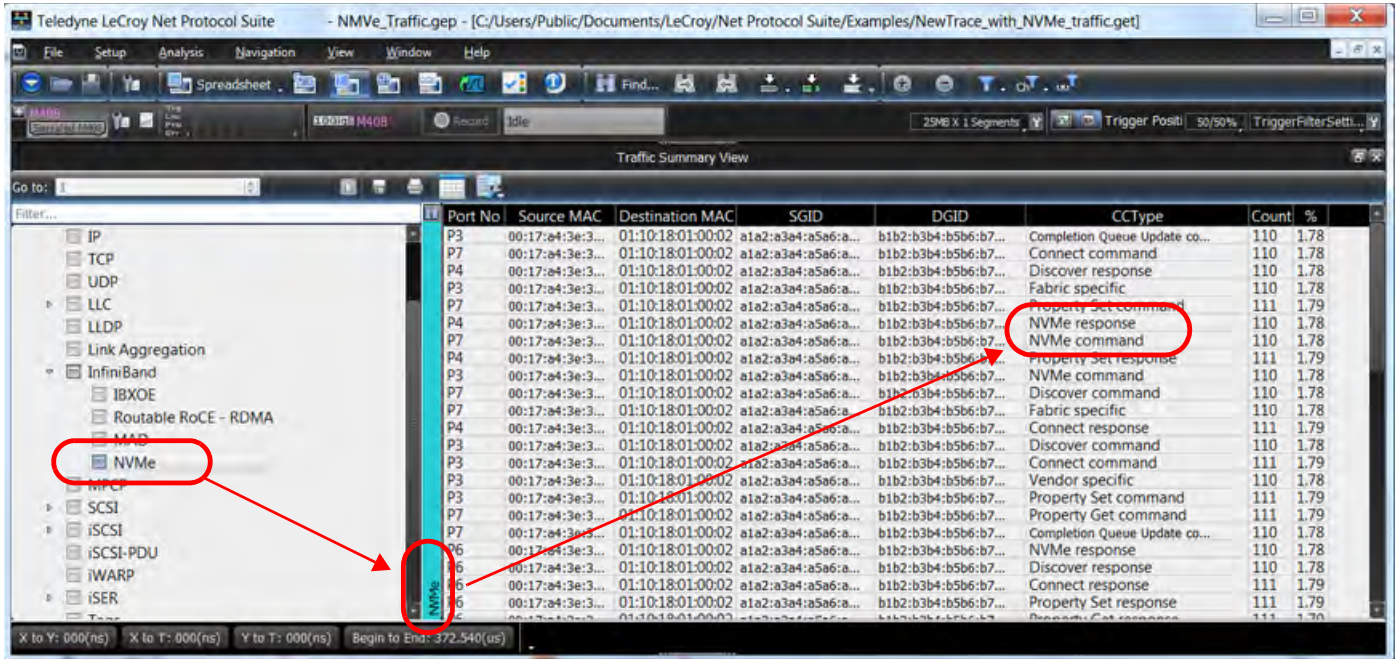 Teledyne LeCroy Net Protocol Suite - NMVe_Traffic.gep - [C:/Users/Public/Documents/LeCroy/Net Protocol Suite/Examples/NewTrace_with_NVMe_traffic.get]
File Setup Analysis Navigation View Window Help
Spreadsheet Find...
M408 Record Idle 25MB X 1 Segments Trigger Positi 50/50% TriggerFilterSetti...
Traffic Summary View
Go to: 1
Filter...
IP
TCP
UDP
LLC
LLDP
Link Aggregation
InfiniBand
IBXOE
Routable RoCE - RDMA
MAD
NVMe
MPCP
SCSI
iSCSI
iSCSI-PDU
iWARP
iSER
Tags
NVMe
Port No Source MAC Destination MAC SGID DGID CCType Count %
P3 00:17:a4:3e:3... 01:10:18:01:00:02 a1a2:a3a4:a5a6:a... b1b2:b3b4:b5b6:b7... Completion Queue Update co... 110 1.78
P7 00:17:a4:3e:3... 01:10:18:01:00:02 a1a2:a3a4:a5a6:a... b1b2:b3b4:b5b6:b7... Connect command 110 1.78
P4 00:17:a4:3e:3... 01:10:18:01:00:02 a1a2:a3a4:a5a6:a... b1b2:b3b4:b5b6:b7... Discover response 110 1.78
P3 00:17:a4:3e:3... 01:10:18:01:00:02 a1a2:a3a4:a5a6:a... b1b2:b3b4:b5b6:b7... Fabric specific 110 1.78
P7 00:17:a4:3e:3... 01:10:18:01:00:02 a1a2:a3a4:a5a6:a... b1b2:b3b4:b5b6:b7... Property Set command 111 1.79
P4 00:17:a4:3e:3... 01:10:18:01:00:02 a1a2:a3a4:a5a6:a... b1b2:b3b4:b5b6:b7... NVMe response 110 1.78
P7 00:17:a4:3e:3... 01:10:18:01:00:02 a1a2:a3a4:a5a6:a... b1b2:b3b4:b5b6:b7... NVMe command 110 1.78
P4 00:17:a4:3e:3... 01:10:18:01:00:02 a1a2:a3a4:a5a6:a... b1b2:b3b4:b5b6:b7... Property Set response 111 1.79
P3 00:17:a4:3e:3... 01:10:18:01:00:02 a1a2:a3a4:a5a6:a... b1b2:b3b4:b5b6:b7... NVMe command 110 1.78
P7 00:17:a4:3e:3... 01:10:18:01:00:02 a1a2:a3a4:a5a6:a... b1b2:b3b4:b5b6:b7... Discover command 110 1.78
P7 00:17:a4:3e:3... 01:10:18:01:00:02 a1a2:a3a4:a5a6:a... b1b2:b3b4:b5b6:b7... Fabric specific 110 1.78
P4 00:17:a4:3e:3... 01:10:18:01:00:02 a1a2:a3a4:a5a6:a... b1b2:b3b4:b5b6:b7... Connect response 111 1.79
P3 00:17:a4:3e:3... 01:10:18:01:00:02 a1a2:a3a4:a5a6:a... b1b2:b3b4:b5b6:b7... Discover command 110 1.78
P3 00:17:a4:3e:3... 01:10:18:01:00:02 a1a2:a3a4:a5a6:a... b1b2:b3b4:b5b6:b7... Connect command 111 1.79
P3 00:17:a4:3e:3... 01:10:18:01:00:02 a1a2:a3a4:a5a6:a... b1b2:b3b4:b5b6:b7... Vendor specific 110 1.78
P3 00:17:a4:3e:3... 01:10:18:01:00:02 a1a2:a3a4:a5a6:a... b1b2:b3b4:b5b6:b7... Property Set command 111 1.79
P7 00:17:a4:3e:3... 01:10:18:01:00:02 a1a2:a3a4:a5a6:a... b1b2:b3b4:b5b6:b7... Property Get command 111 1.79
P7 00:17:a4:3e:3... 01:10:18:01:00:02 a1a2:a3a4:a5a6:a... b1b2:b3b4:b5b6:b7... Completion Queue Update co... 110 1.78
P6 00:17:a4:3e:3... 01:10:18:01:00:02 a1a2:a3a4:a5a6:a... b1b2:b3b4:b5b6:b7... NVMe response 110 1.78
P6 00:17:a4:3e:3... 01:10:18:01:00:02 a1a2:a3a4:a5a6:a... b1b2:b3b4:b5b6:b7... Discover response 110 1.78
P6 00:17:a4:3e:3... 01:10:18:01:00:02 a1a2:a3a4:a5a6:a... b1b2:b3b4:b5b6:b7... Connect response 111 1.79
P6 00:17:a4:3e:3... 01:10:18:01:00:02 a1a2:a3a4:a5a6:a... b1b2:b3b4:b5b6:b7... Property Set response 111 1.79
X to Y: 000(ns) X to T: 000(ns) Y to T: 000(ns) Begin to End: 372.540(us)